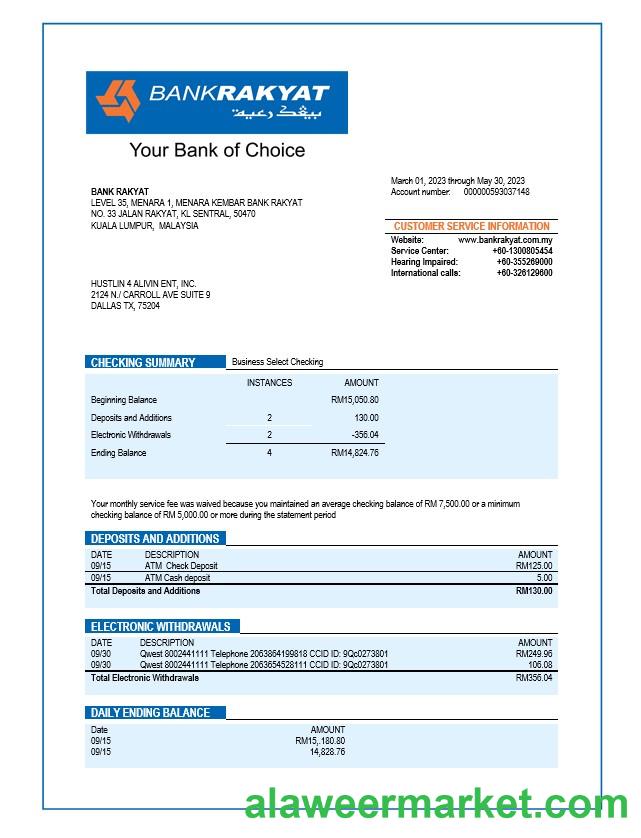 BANKRAKYAT
بيڠک رعية
Your Bank of Choice
March 01, 2023 through May 30, 2023
Account number: 000000593037148
BANK RAKYAT
LEVEL 35, MENARA 1, MENARA KEMBAR BANK RAKYAT
NO. 33 JALAN RAKYAT, KL SENTRAL, 50470
KUALA LUMPUR, MALAYSIA
CUSTOMER SERVICE INFORMATION
Website: www.bankrakyat.com.my
Service Center: +60-1300805454
Hearing Impaired: +60-355269000
International calls: +60-326129600
HUSTLIN 4 ALIVIN ENT, INC.
2124 N./ CARROLL AVE SUITE 9
DALLAS TX, 75204
CHECKING SUMMARY Business Select Checking
INSTANCES AMOUNT
Beginning Balance RM15,050.80
Deposits and Additions 2 130.00
Electronic Withdrawals 2 -356.04
Ending Balance 4 RM14,824.76
Your monthly service fee was waived because you maintained an average checking balance of RM 7,500.00 or a minimum
checking balance of RM 5,000.00 or more during the statement period
DEPOSITS AND ADDITIONS
DATE DESCRIPTION AMOUNT
09/15 ATM Check Deposit RM125.00
09/15 ATM Cash deposit 5.00
Total Deposits and Additions RM130.00
ELECTRONIC WITHDRAWALS
DATE DESCRIPTION AMOUNT
09/30 Qwest 8002441111 Telephone 2063864199818 CCID ID: 9Qc0273801 RM249.96
09/30 Qwest 8002441111 Telephone 2063654528111 CCID ID: 9Qc0273801 106.08
Total Electronic Withdrawals RM356.04
DAILY ENDING BALANCE
Date AMOUNT
09/15 RM15,.180.80
09/15 14,828.76
alaweermarket.com